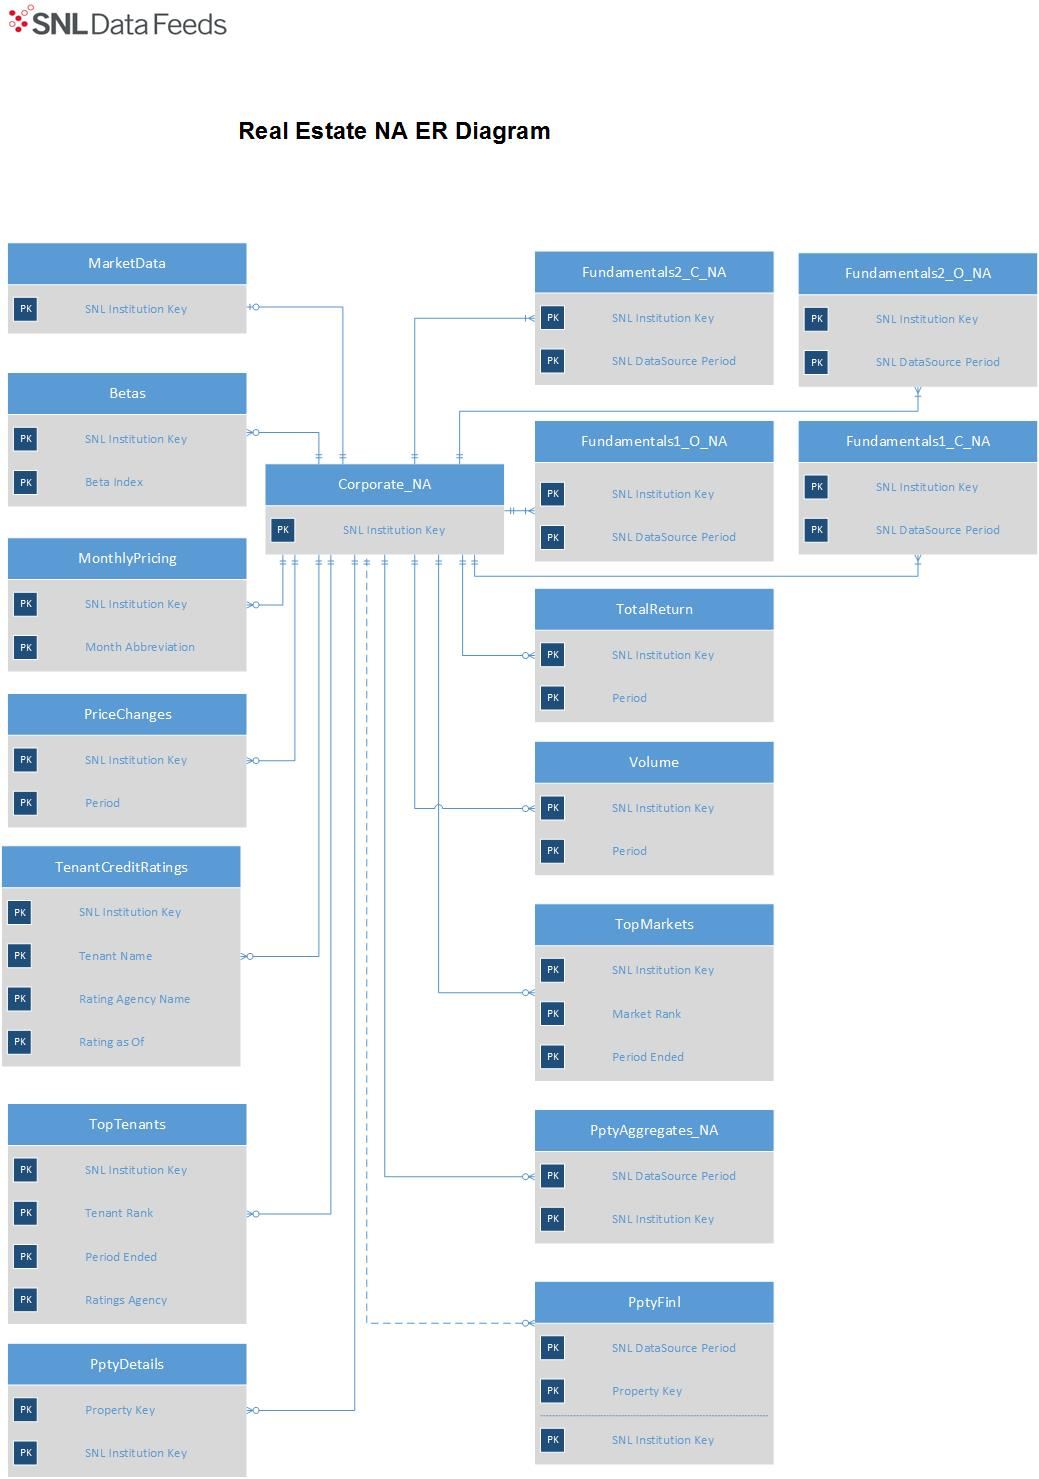 SNL Data Feeds
Real Estate NA ER Diagram
MarketData
PK SNL Institution Key
Betas
PK SNL Institution Key
PK Beta Index
MonthlyPricing
PK SNL Institution Key
PK Month Abbreviation
PriceChanges
PK SNL Institution Key
PK Period
TenantCreditRatings
PK SNL Institution Key
PK Tenant Name
PK Rating Agency Name
PK Rating as Of
TopTenants
PK SNL Institution Key
PK Tenant Rank
PK Period Ended
PK Ratings Agency
PptyDetails
PK Property Key
PK SNL Institution Key
Corporate_NA
PK SNL Institution Key
Fundamentals2_C_NA
PK SNL Institution Key
PK SNL DataSource Period
Fundamentals2_O_NA
PK SNL Institution Key
PK SNL DataSource Period
Fundamentals1_O_NA
PK SNL Institution Key
PK SNL DataSource Period
Fundamentals1_C_NA
PK SNL Institution Key
PK SNL DataSource Period
TotalReturn
PK SNL Institution Key
PK Period
Volume
PK SNL Institution Key
PK Period
TopMarkets
PK SNL Institution Key
PK Market Rank
PK Period Ended
PptyAggregates_NA
PK SNL DataSource Period
PK SNL Institution Key
PptyFinl
PK SNL DataSource Period
PK Property Key
PK SNL Institution Key